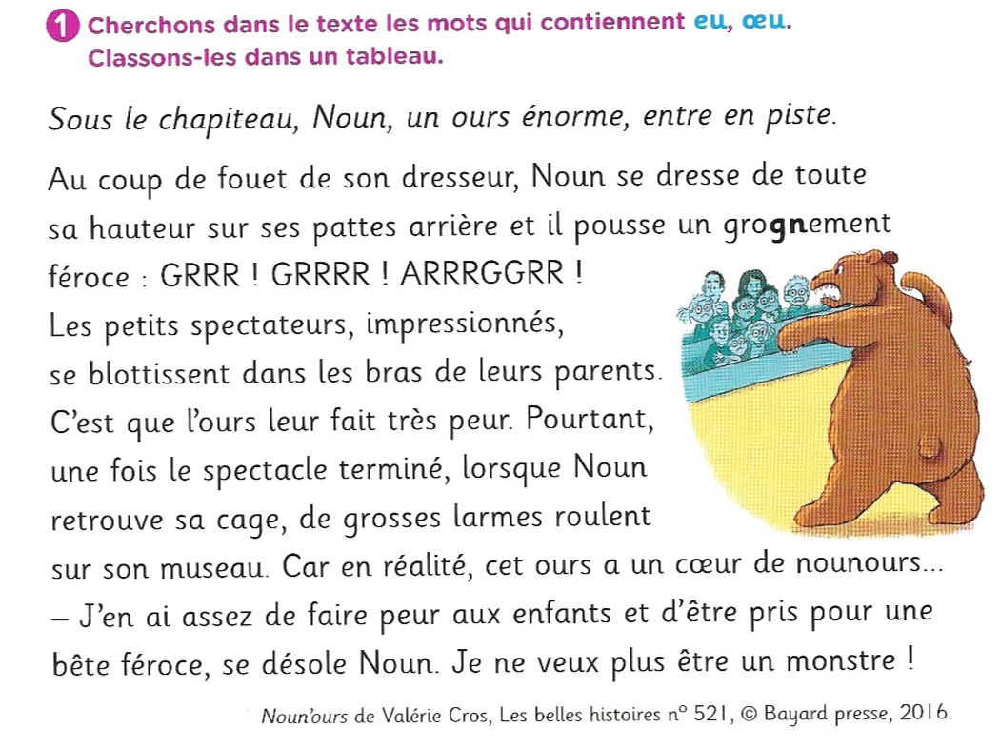 1 Cherchons dans le texte les mots qui contiennent eu, œu.
Classons-les dans un tableau.
Sous le chapiteau, Noun, un ours énorme, entre en piste.
Au coup de fouet de son dresseur, Noun se dresse de toute
sa hauteur sur ses pattes arrière et il pousse un grognement
féroce : GRRR ! GRRRR ! ARRRGGRR !
Les petits spectateurs, impressionnés,
se blottissent dans les bras de leurs parents.
C'est que l'ours leur fait très peur. Pourtant,
une fois le spectacle terminé, lorsque Noun
retrouve sa cage, de grosses larmes roulent
sur son museau. Car en réalité, cet ours a un cœur de nounours...
– J'en ai assez de faire peur aux enfants et d'être pris pour une
bête féroce, se désole Noun. Je ne veux plus être un monstre !
Noun'ours de Valérie Cros, Les belles histoires n° 521, © Bayard presse, 2016.